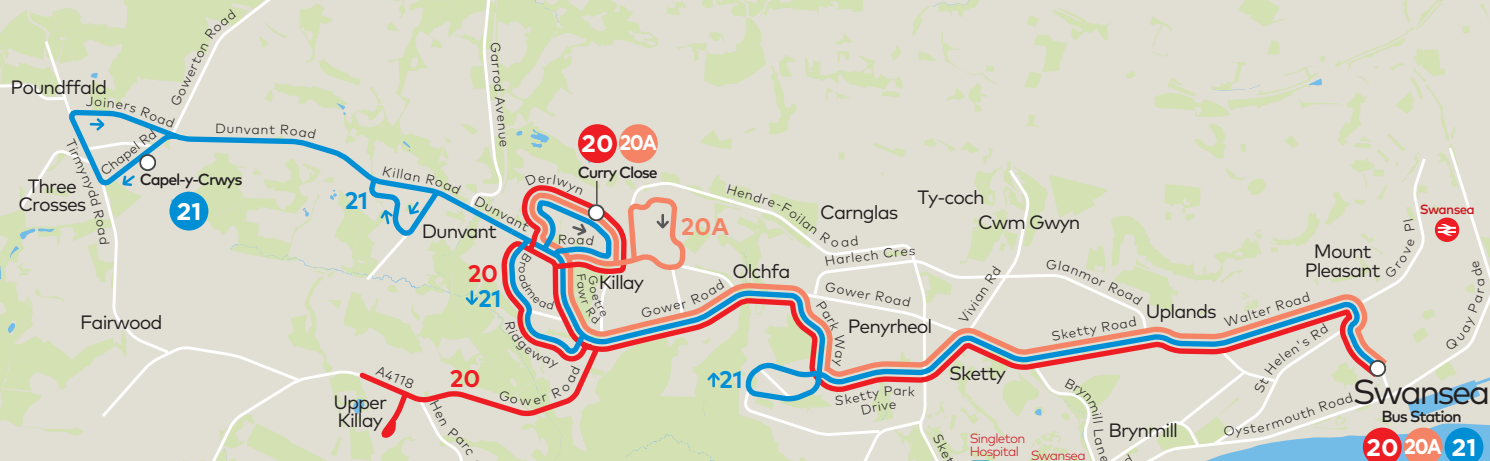 Gowerton Road
Poundffald
Joiners Road
Dunvant Road
Chapel Rd
Tirmynydd Road
Capel-y-Crwys
21
Three
Crosses
Fairwood
Garrod Avenue
Killan Road
21
Dunvant
Dunvant
Road
Derlwyn
20 20A
Curry Close
20A
20
↓21
Broadmead
Killay
Goetre
Fawr Rd
Ridgeway
A4118
20
Upper
Killay
Gower Road
Hen Parc
Gower Road
Olchfa
Hendre-Foilan Road
Carnglas
Harlech Cres
Ty-coch
Cwm Gwyn
Gower Road
Park Way
Penyrheol
↑21
Sketty Park
Drive
Vivian Rd
Sketty
Glanmor Road
Sketty Road
Uplands
Walter Road
Mount
Pleasant
Grove Pl
Swansea
Quay Parade
St Helen's Rd
Brynmill Lane
Brynmill
Oystermouth Road
Singleton
Hospital
Swansea
Sket
Swansea
Bus Station
20 20A 21